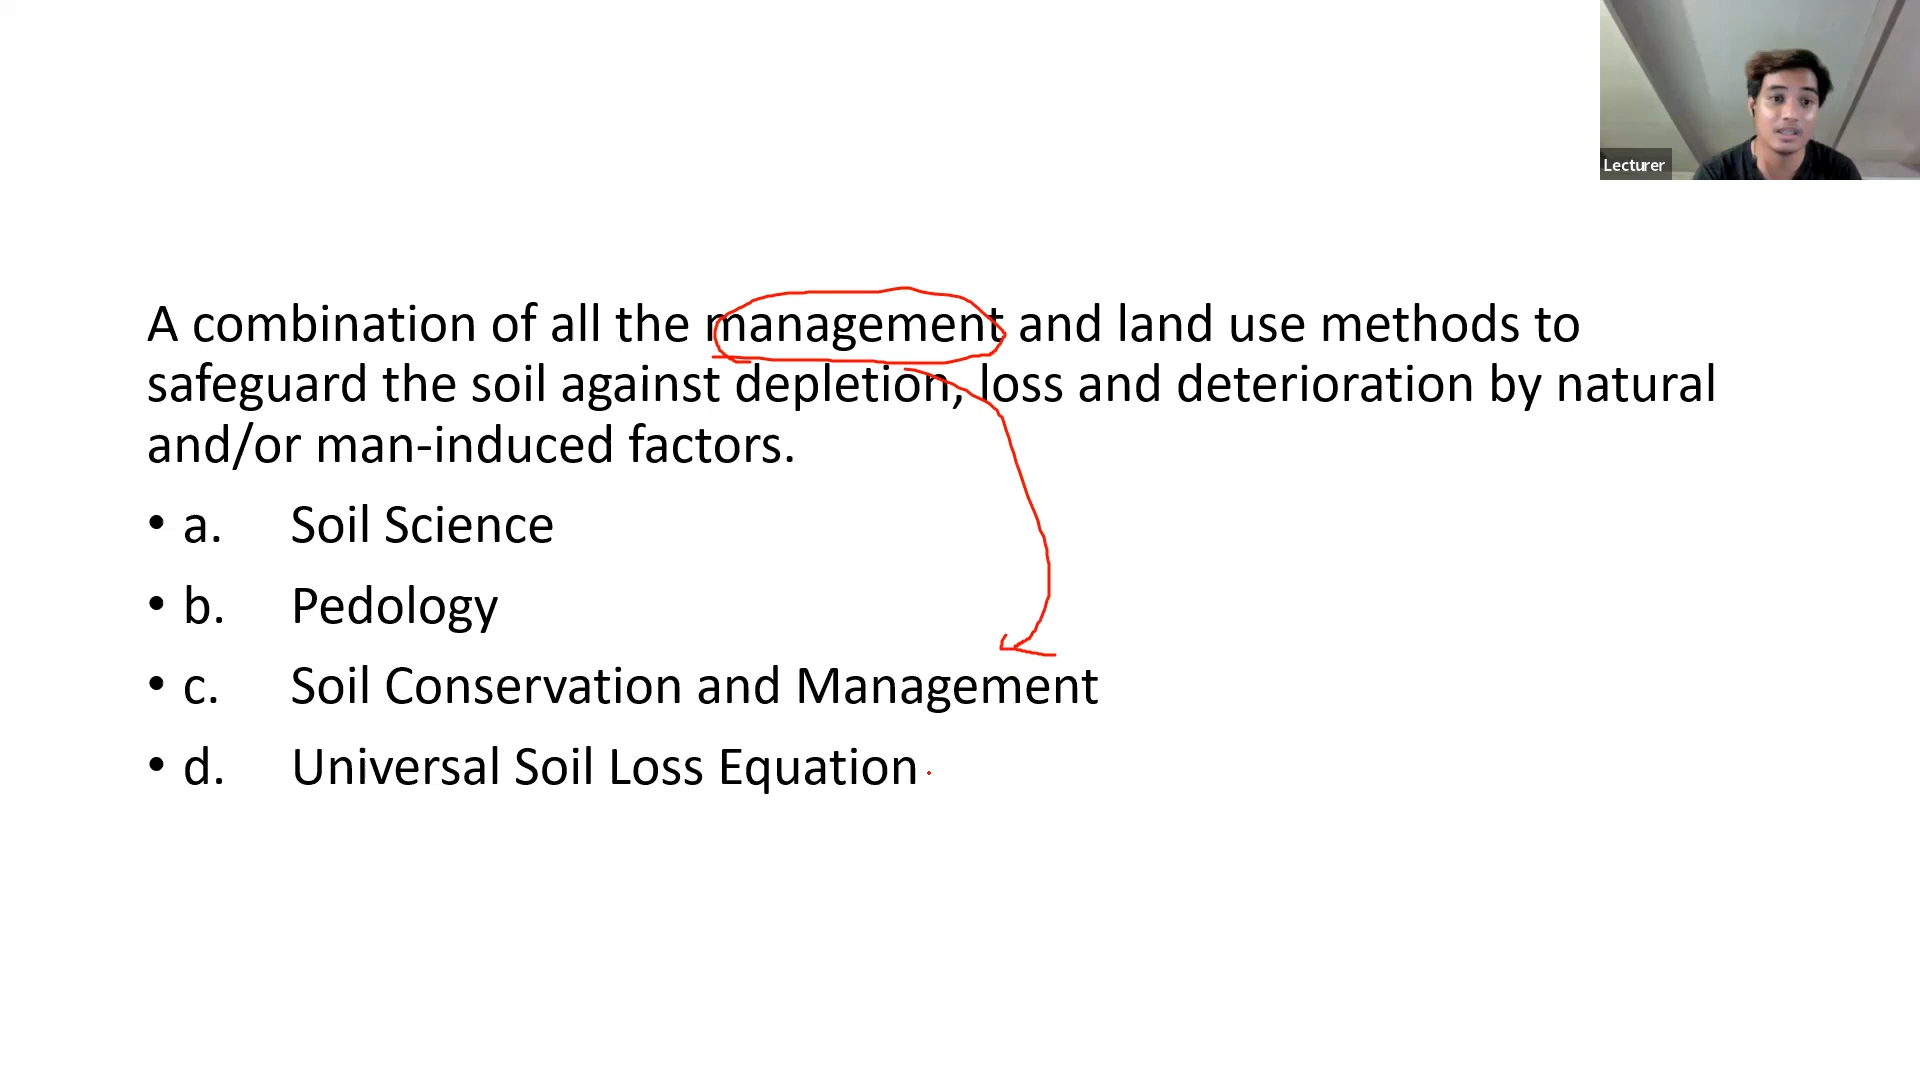 Lecturer
A combination of all the management and land use methods to
safeguard the soil against depletion, loss and deterioration by natural
and/or man-induced factors.
• a. Soil Science
• b. Pedology
• c. Soil Conservation and Management
• d. Universal Soil Loss Equation